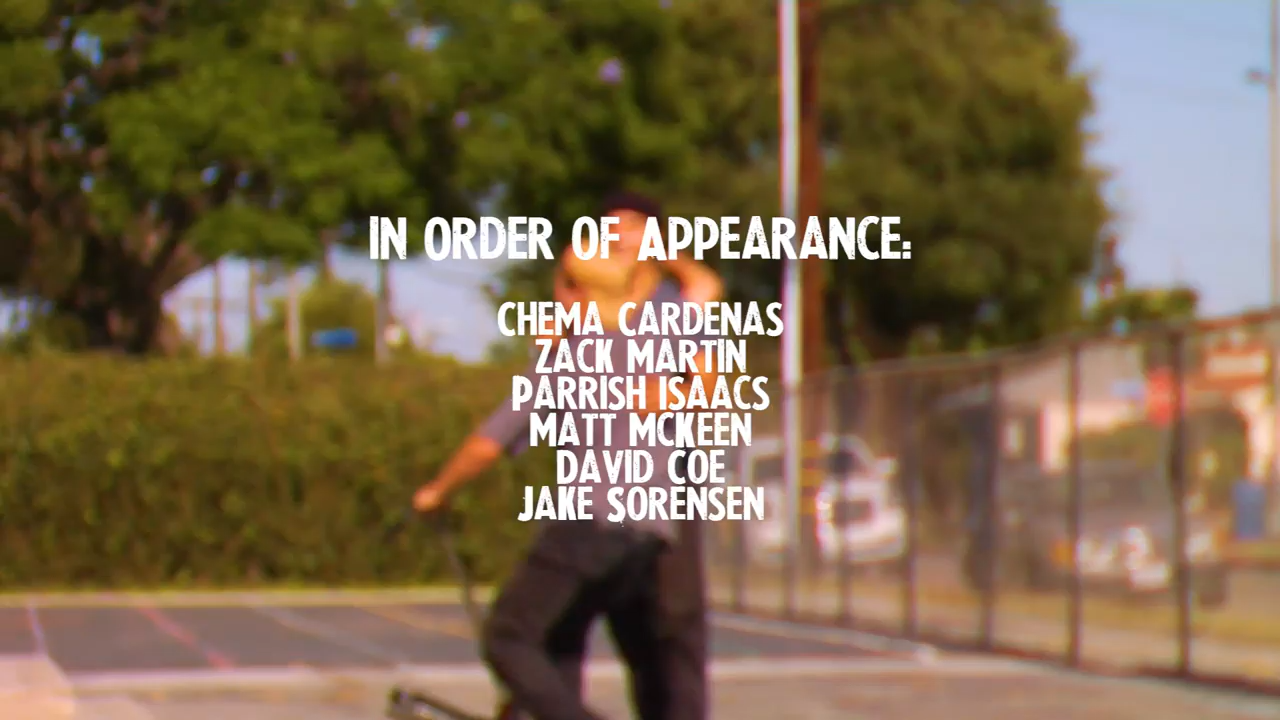 IN ORDER OF APPEARANCE:
CHEMA CARDENAS
ZACK MARTIN
PARRISH ISAACS
MATT MCKEEN
DAVID COE
JAKE SORENSEN